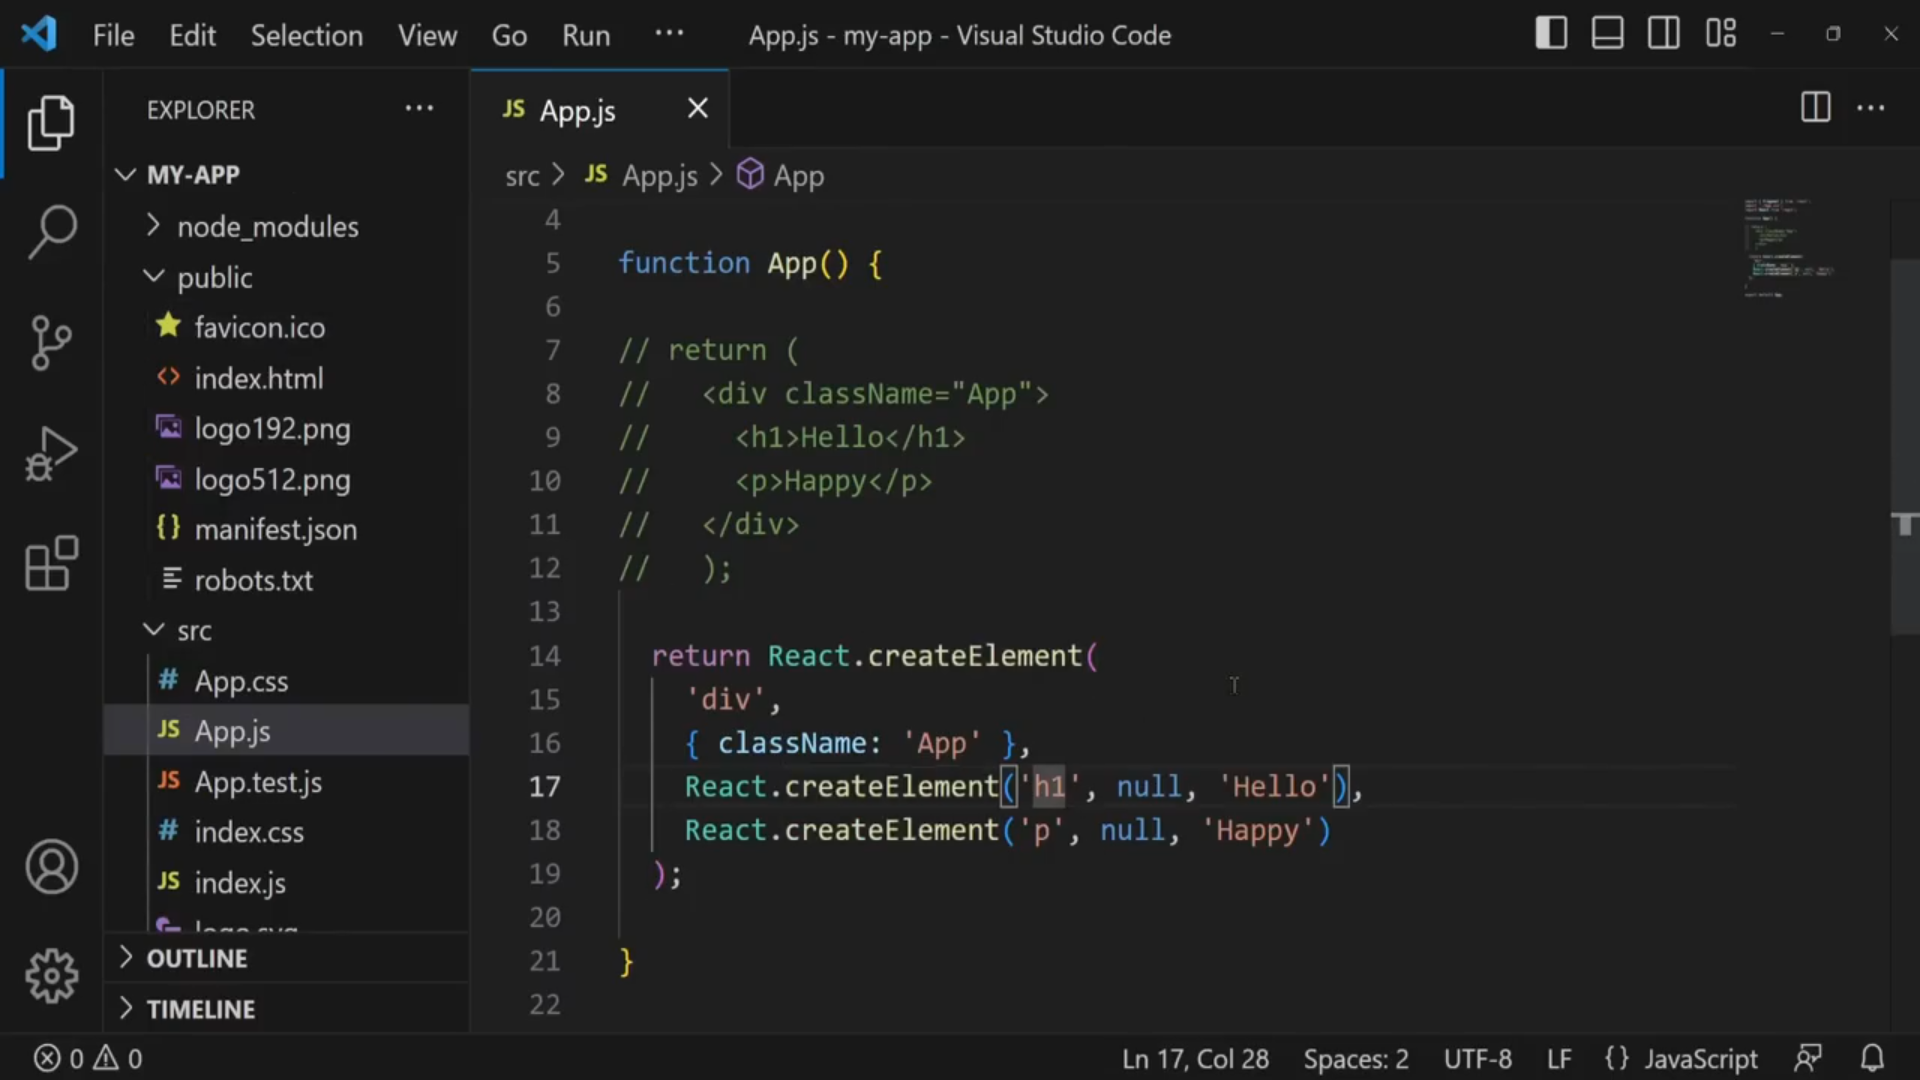 File Edit Selection View Go Run ··· App.js - my-app - Visual Studio Code
EXPLORER ···
MY-APP
node_modules
public
favicon.ico
index.html
logo192.png
logo512.png
{} manifest.json
robots.txt
src
# App.css
JS App.js
JS App.test.js
# index.css
JS index.js
logo.svg
OUTLINE
TIMELINE
JS App.js
src > JS App.js > App
4
5 function App() {
6
7 // return (
8 //   <div className="App">
9 //     <h1>Hello</h1>
10 //     <p>Happy</p>
11 //   </div>
12 //   );
13
14   return React.createElement(
15     'div',
16     { className: 'App' },
17     React.createElement('h1', null, 'Hello'),
18     React.createElement('p', null, 'Happy')
19   );
20
21 }
22
0 0 Ln 17, Col 28 Spaces: 2 UTF-8 LF {} JavaScript